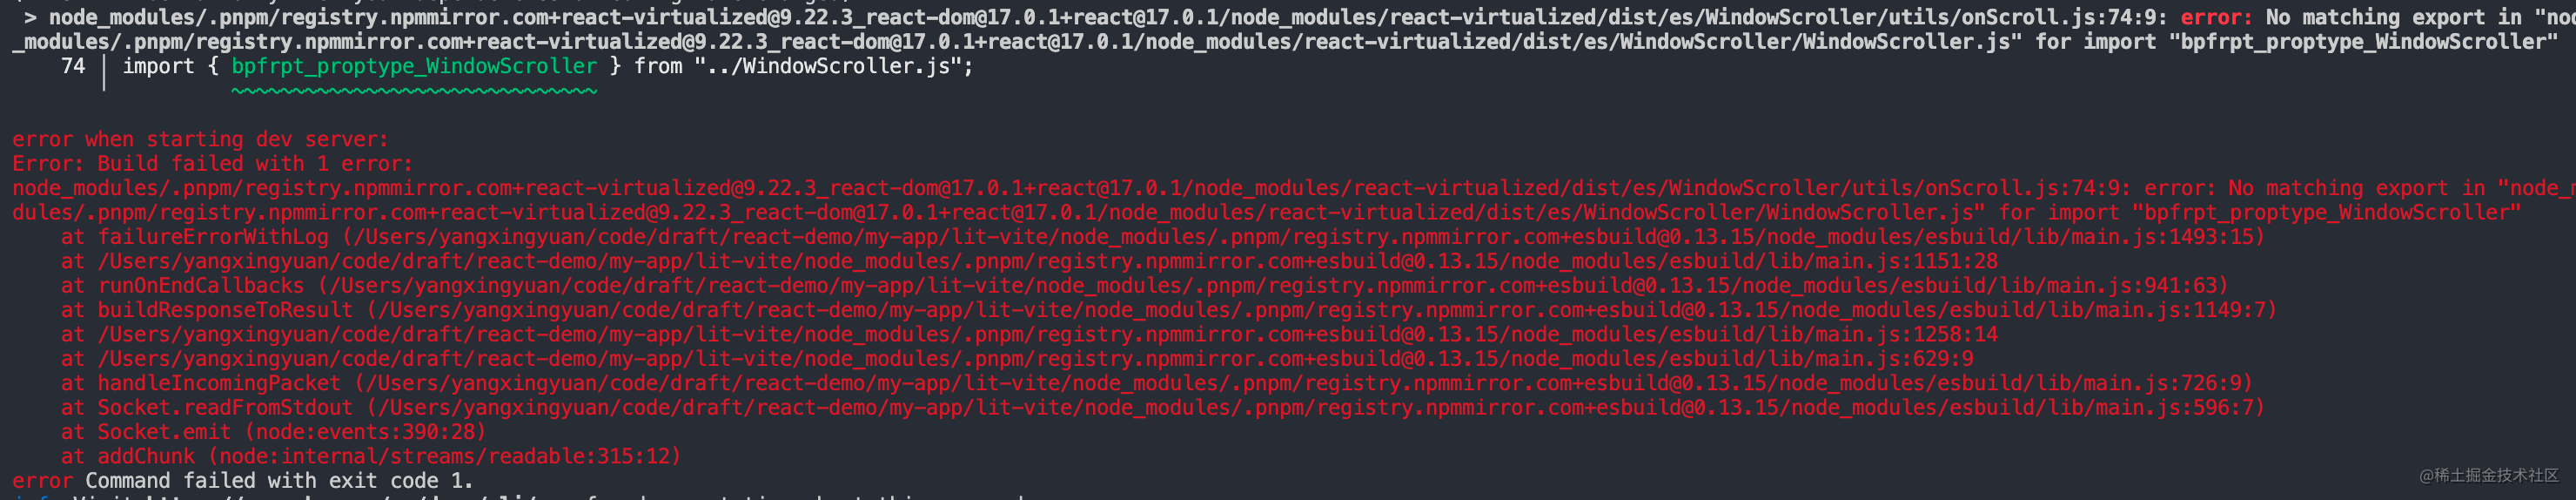 > node_modules/.pnpm/registry.npmmirror.com+react-virtualized@9.22.3_react-dom@17.0.1+react@17.0.1/node_modules/react-virtualized/dist/es/WindowScroller/utils/onScroll.js:74:9: error: No matching export in "nod
_modules/.pnpm/registry.npmmirror.com+react-virtualized@9.22.3_react-dom@17.0.1+react@17.0.1/node_modules/react-virtualized/dist/es/WindowScroller/WindowScroller.js" for import "bpfrpt_proptype_WindowScroller"
74 │ import { bpfrpt_proptype_WindowScroller } from "../WindowScroller.js";
error when starting dev server:
Error: Build failed with 1 error:
node_modules/.pnpm/registry.npmmirror.com+react-virtualized@9.22.3_react-dom@17.0.1+react@17.0.1/node_modules/react-virtualized/dist/es/WindowScroller/utils/onScroll.js:74:9: error: No matching export in "node_m
dules/.pnpm/registry.npmmirror.com+react-virtualized@9.22.3_react-dom@17.0.1+react@17.0.1/node_modules/react-virtualized/dist/es/WindowScroller/WindowScroller.js" for import "bpfrpt_proptype_WindowScroller"
at failureErrorWithLog (/Users/yangxingyuan/code/draft/react-demo/my-app/lit-vite/node_modules/.pnpm/registry.npmmirror.com+esbuild@0.13.15/node_modules/esbuild/lib/main.js:1493:15)
at /Users/yangxingyuan/code/draft/react-demo/my-app/lit-vite/node_modules/.pnpm/registry.npmmirror.com+esbuild@0.13.15/node_modules/esbuild/lib/main.js:1151:28
at runOnEndCallbacks (/Users/yangxingyuan/code/draft/react-demo/my-app/lit-vite/node_modules/.pnpm/registry.npmmirror.com+esbuild@0.13.15/node_modules/esbuild/lib/main.js:941:63)
at buildResponseToResult (/Users/yangxingyuan/code/draft/react-demo/my-app/lit-vite/node_modules/.pnpm/registry.npmmirror.com+esbuild@0.13.15/node_modules/esbuild/lib/main.js:1149:7)
at /Users/yangxingyuan/code/draft/react-demo/my-app/lit-vite/node_modules/.pnpm/registry.npmmirror.com+esbuild@0.13.15/node_modules/esbuild/lib/main.js:1258:14
at /Users/yangxingyuan/code/draft/react-demo/my-app/lit-vite/node_modules/.pnpm/registry.npmmirror.com+esbuild@0.13.15/node_modules/esbuild/lib/main.js:629:9
at handleIncomingPacket (/Users/yangxingyuan/code/draft/react-demo/my-app/lit-vite/node_modules/.pnpm/registry.npmmirror.com+esbuild@0.13.15/node_modules/esbuild/lib/main.js:726:9)
at Socket.readFromStdout (/Users/yangxingyuan/code/draft/react-demo/my-app/lit-vite/node_modules/.pnpm/registry.npmmirror.com+esbuild@0.13.15/node_modules/esbuild/lib/main.js:596:7)
at Socket.emit (node:events:390:28)
at addChunk (node:internal/streams/readable:315:12)
error Command failed with exit code 1.
@稀土掘金技术社区